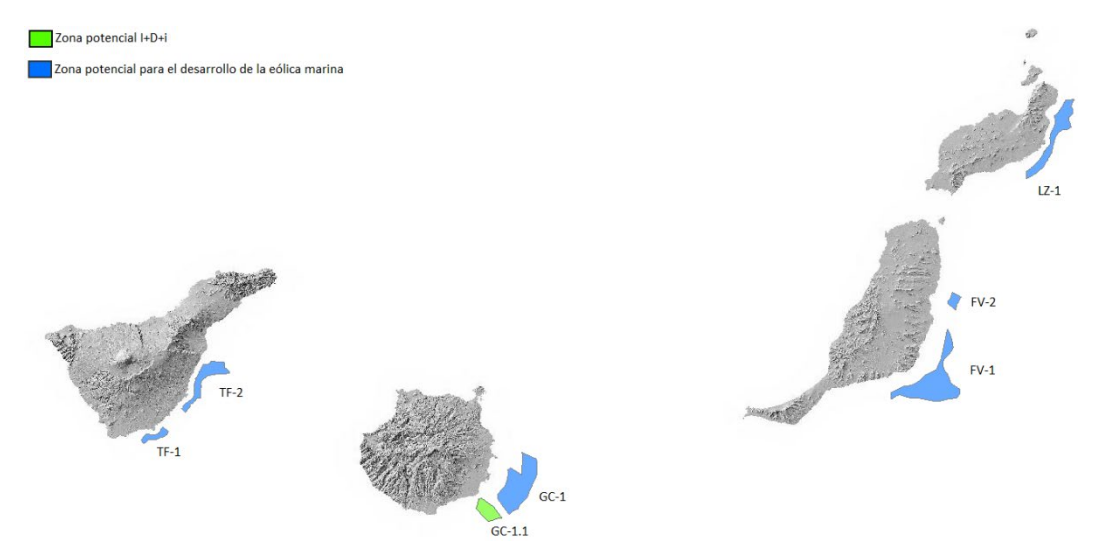 Zona potencial I+D+i
Zona potencial para el desarrollo de la eólica marina
LZ-1
FV-2
FV-1
TF-2
TF-1
GC-1
GC-1.1